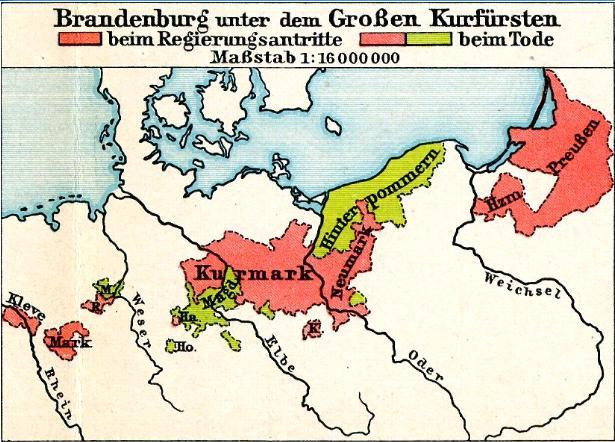 Brandenburg unter dem Großen Kurfürsten
beim Regierungsantritte beim Tode
Maßstab 1:16 000 000
Preußen
Hinterpommern
Hzm
Kurmark
Neumark
Weichsel
M.
Magd.
Kleve
R.
Weser
Ha.
K.
Mark
Ho.
Elbe
Oder
Rhein